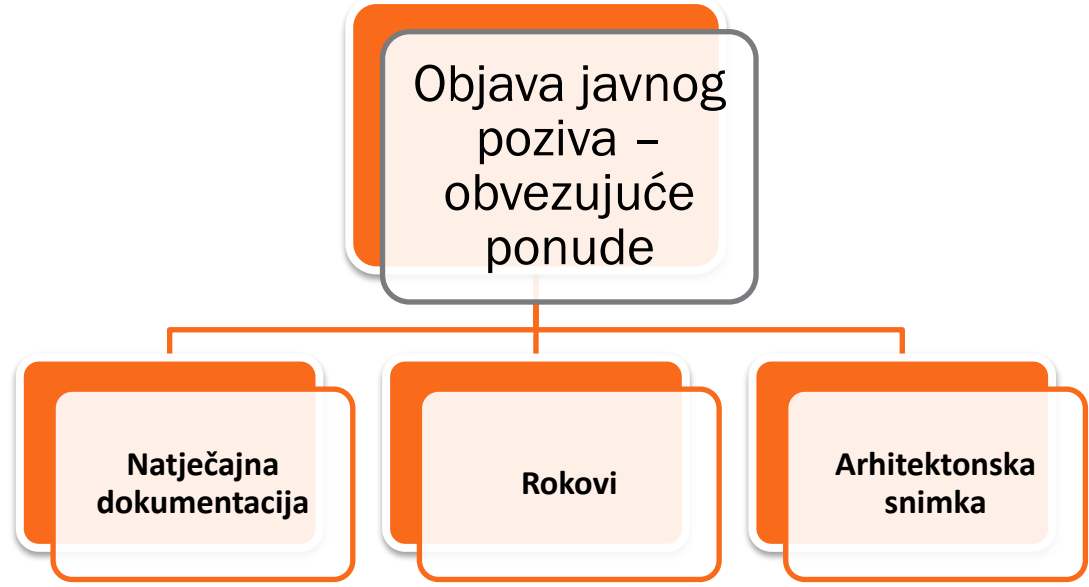 Objava javnog
poziva –
obvezujuće
ponude
Natječajna
dokumentacija
Rokovi
Arhitektonska
snimka